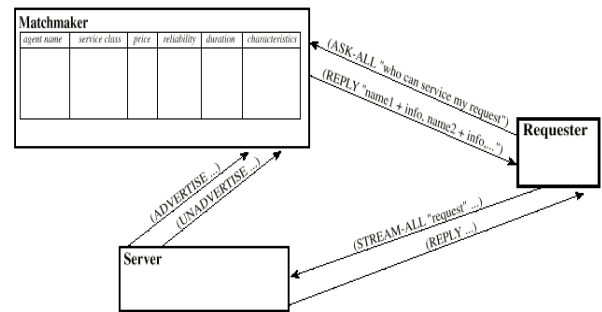 Matchmaker
agent name service class price reliability duration characteristics
(ASK-ALL "who can service my request")
(REPLY "name1 + info, name2 + info.... ")
Requester
(ADVERTISE ...)
(UNADVERTISE ...)
(STREAM-ALL "request" ...)
(REPLY ...)
Server